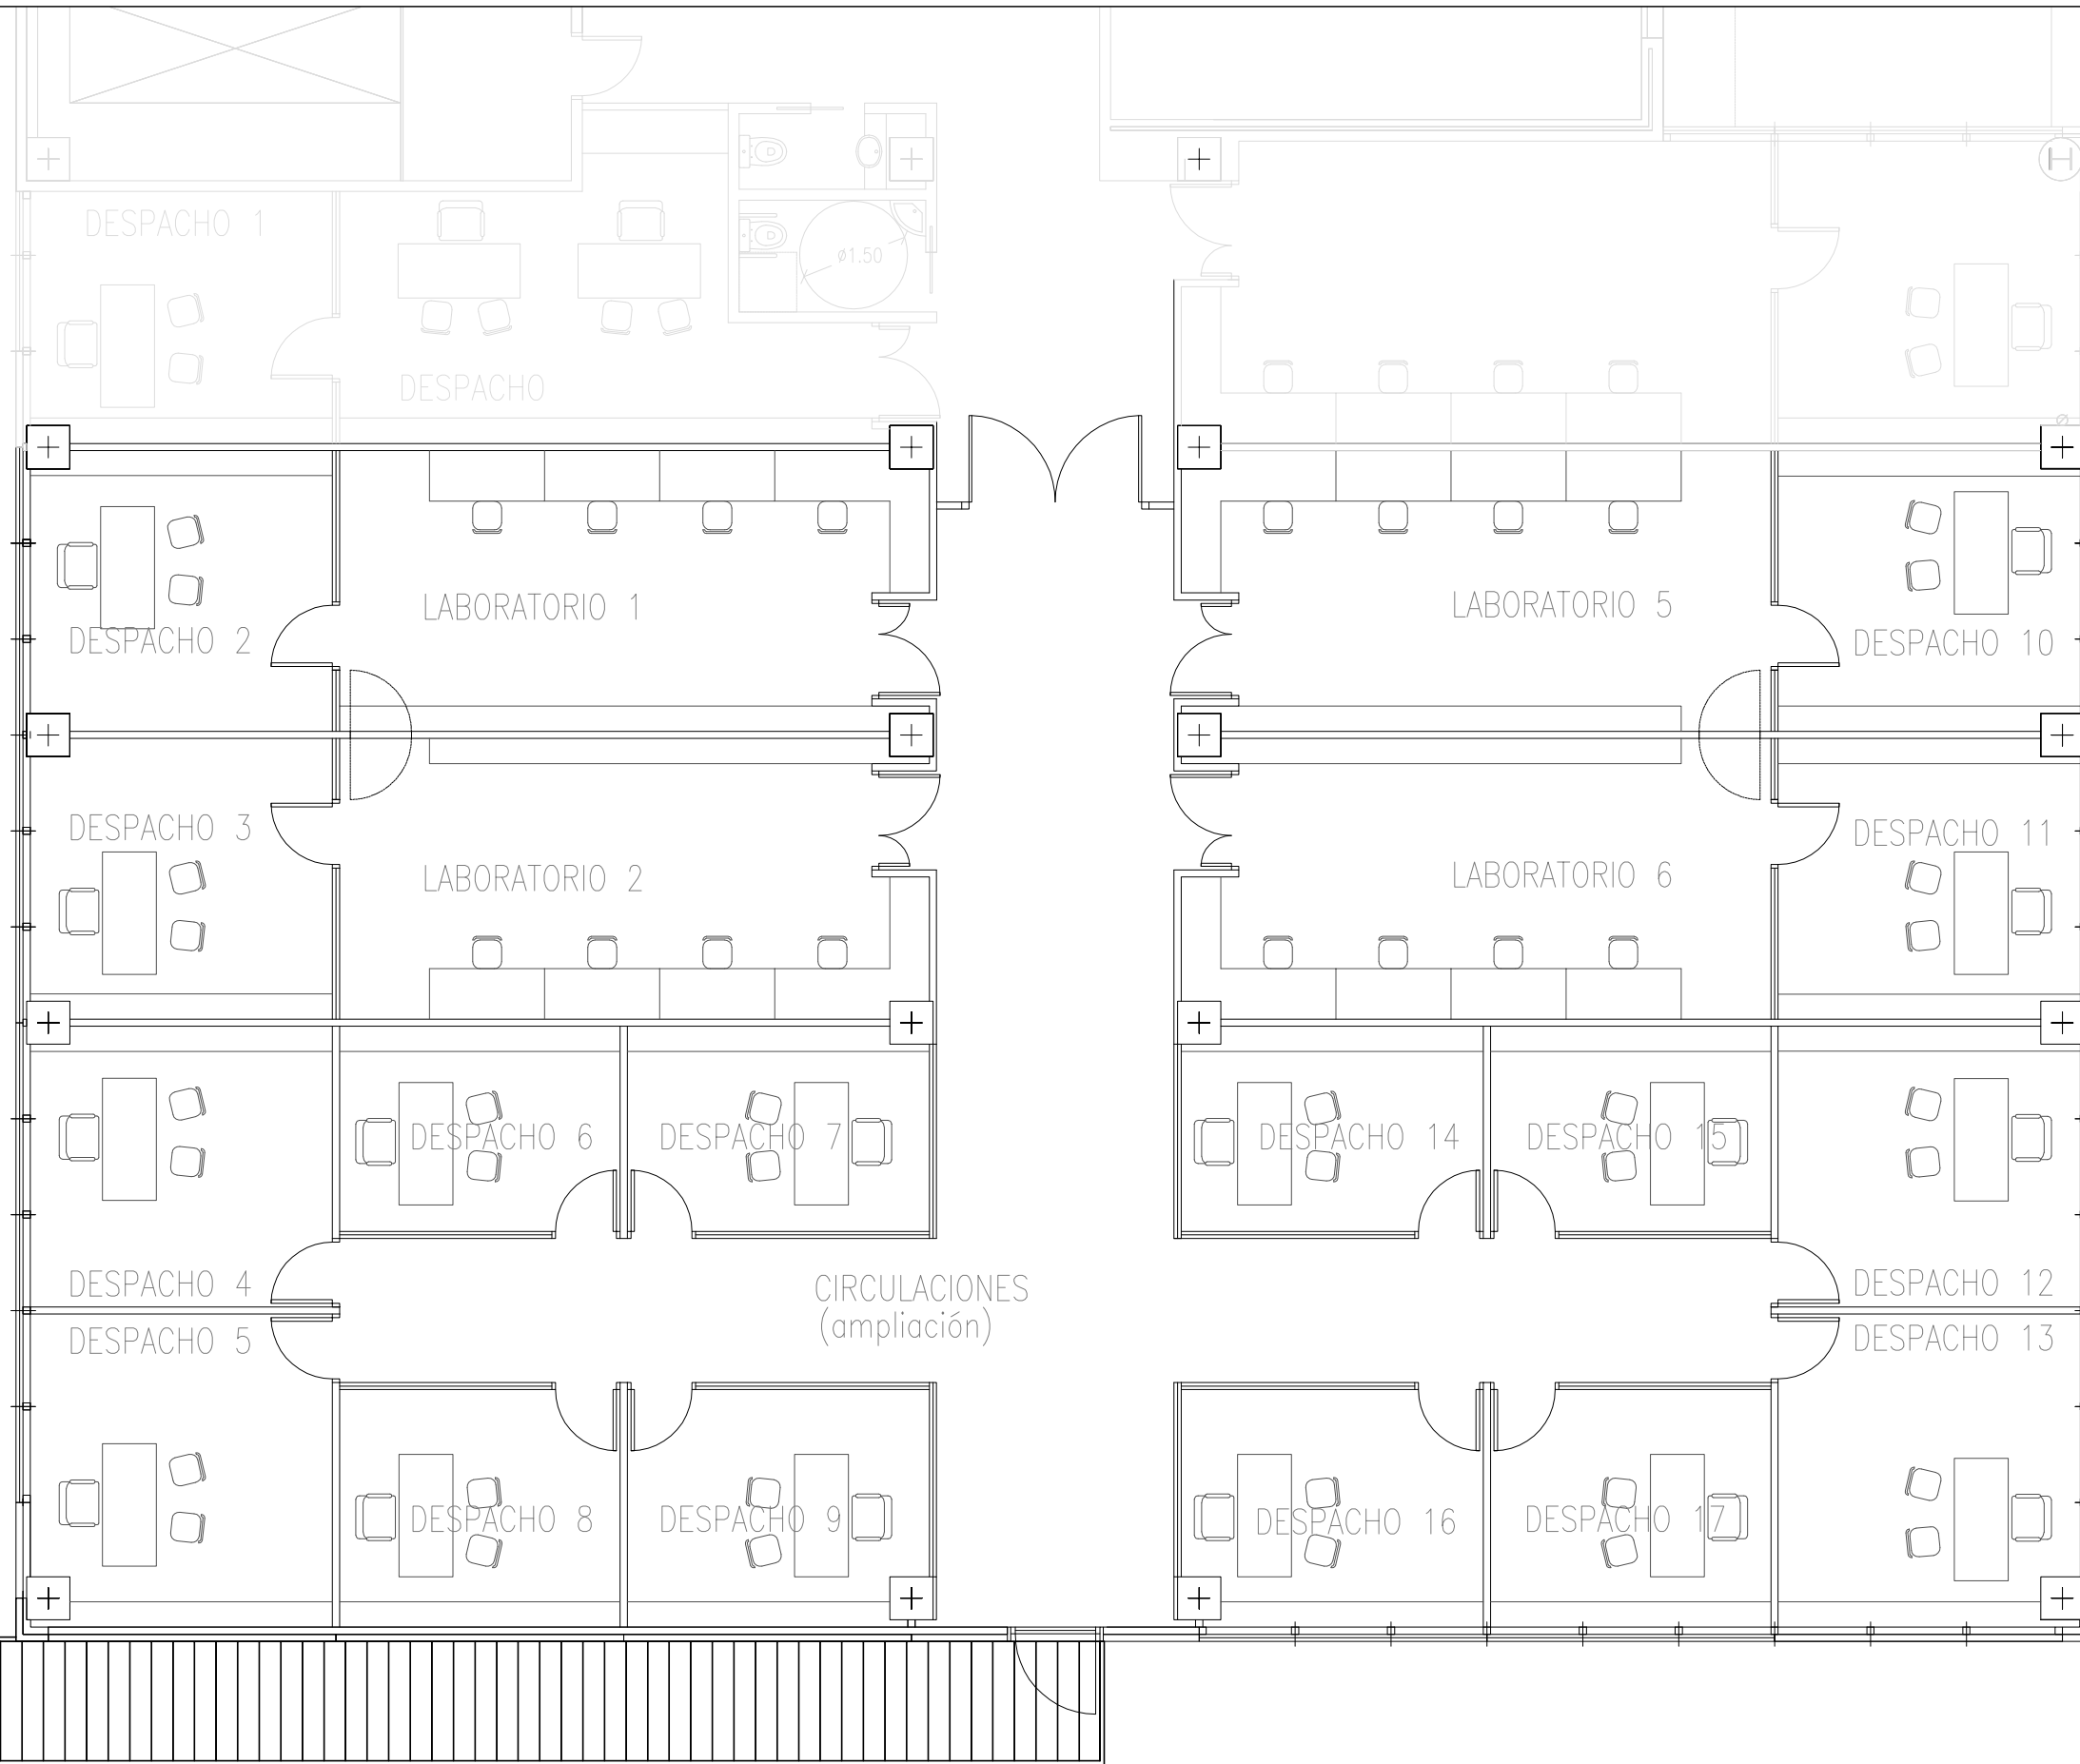 H
DESPACHO 1
ø1.50
DESPACHO
ø
LABORATORIO 1
LABORATORIO 5
DESPACHO 2
DESPACHO 10
DESPACHO 3
DESPACHO 11
LABORATORIO 2
LABORATORIO 6
DESPACHO 6
DESPACHO 7
DESPACHO 14
DESPACHO 15
DESPACHO 4
CIRCULACIONES
(ampliación)
DESPACHO 12
DESPACHO 5
DESPACHO 13
DESPACHO 8
DESPACHO 9
DESPACHO 16
DESPACHO 17